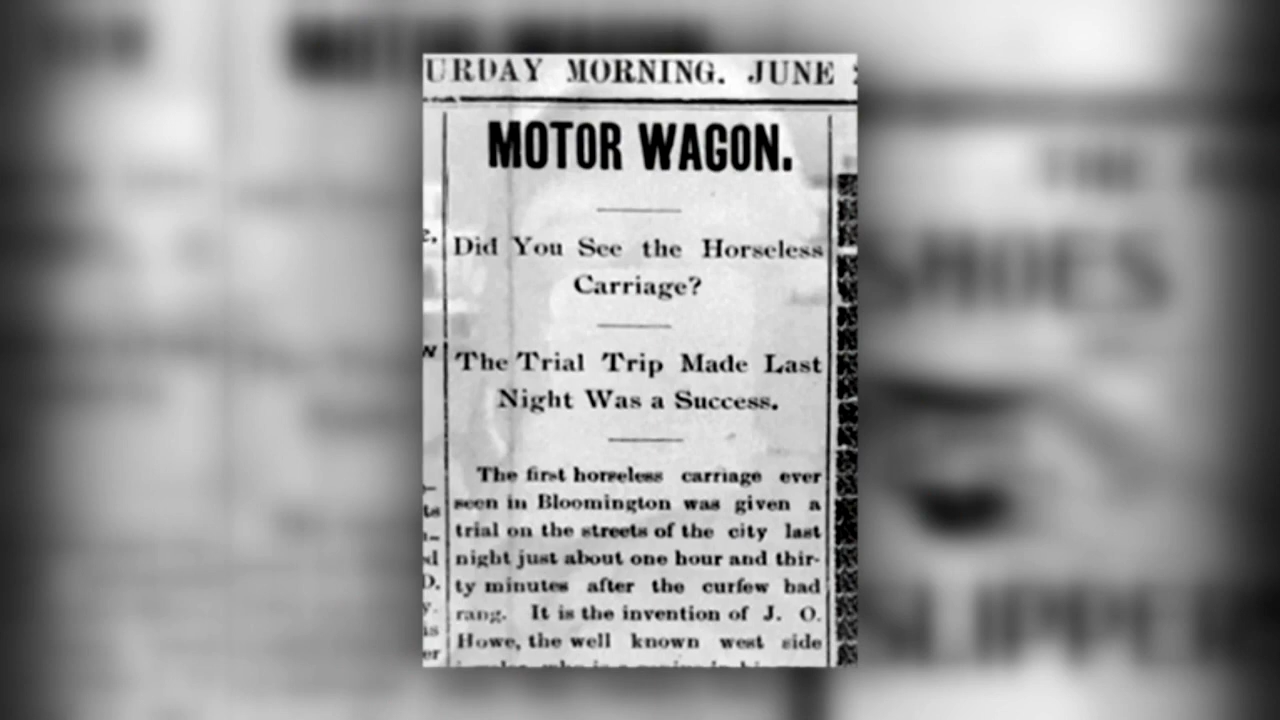 URDAY MORNING. JUNE
MOTOR WAGON.
Did You See the Horseless
Carriage?
The Trial Trip Made Last
Night Was a Success.
The first horseless carriage ever
seen in Bloomington was given a
trial on the streets of the city last
night just about one hour and thir-
ty minutes after the curfew had
rang. It is the invention of J. O.
Howe, the well known west side
SHOES
SLIPPE